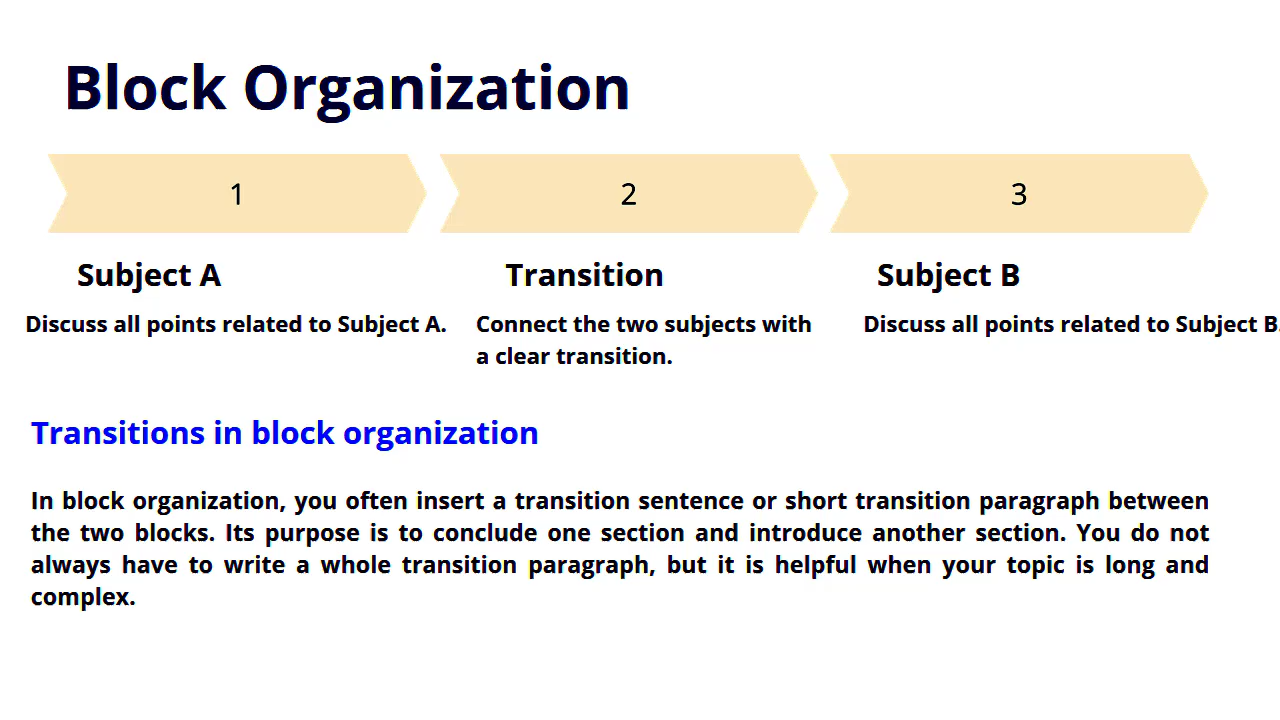 Block Organization
1
2
3
Subject A
Transition
Subject B
Discuss all points related to Subject A.
Connect the two subjects with
a clear transition.
Discuss all points related to Subject B.
Transitions in block organization
In block organization, you often insert a transition sentence or short transition paragraph between
the two blocks. Its purpose is to conclude one section and introduce another section. You do not
always have to write a whole transition paragraph, but it is helpful when your topic is long and
complex.